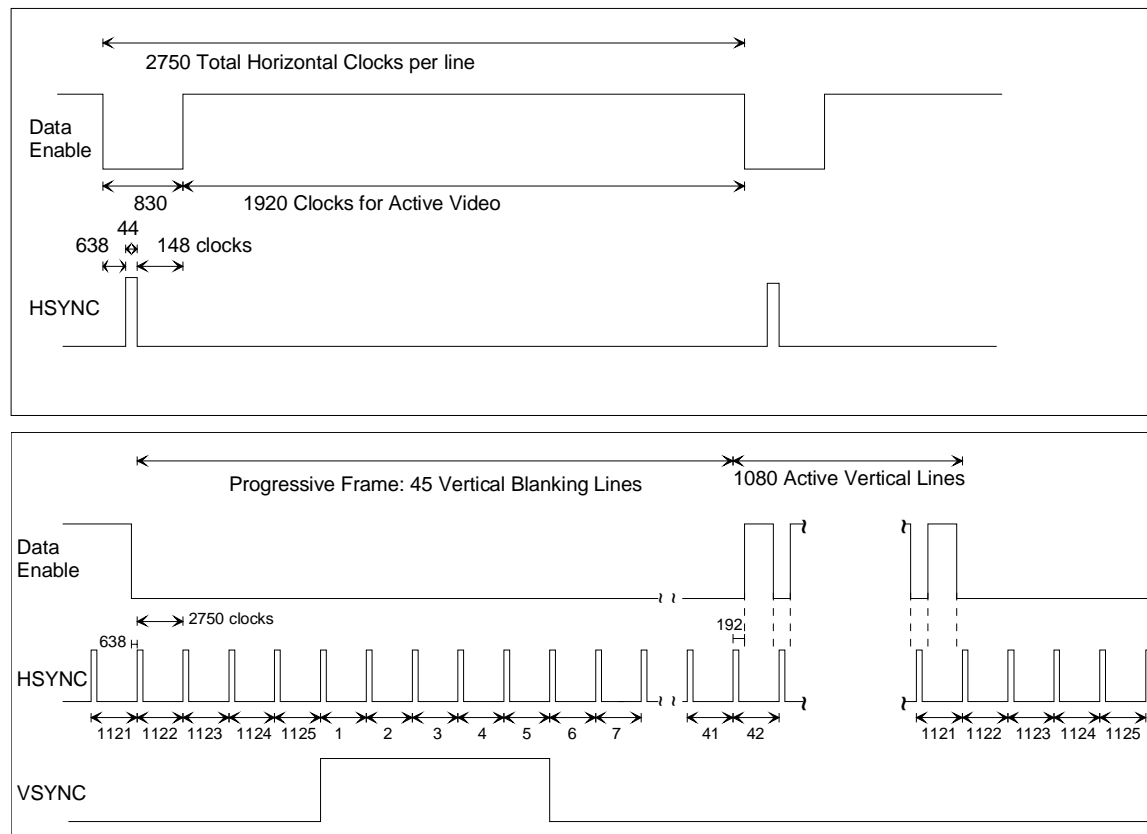 2750 Total Horizontal Clocks per line
Data
Enable
830
1920 Clocks for Active Video
44
638
148 clocks
HSYNC
Progressive Frame: 45 Vertical Blanking Lines
1080 Active Vertical Lines
Data
Enable
2750 clocks
638
192
HSYNC
1121 1122 1123 1124 1125 1 2 3 4 5 6 7 41 42 1121 1122 1123 1124 1125
VSYNC